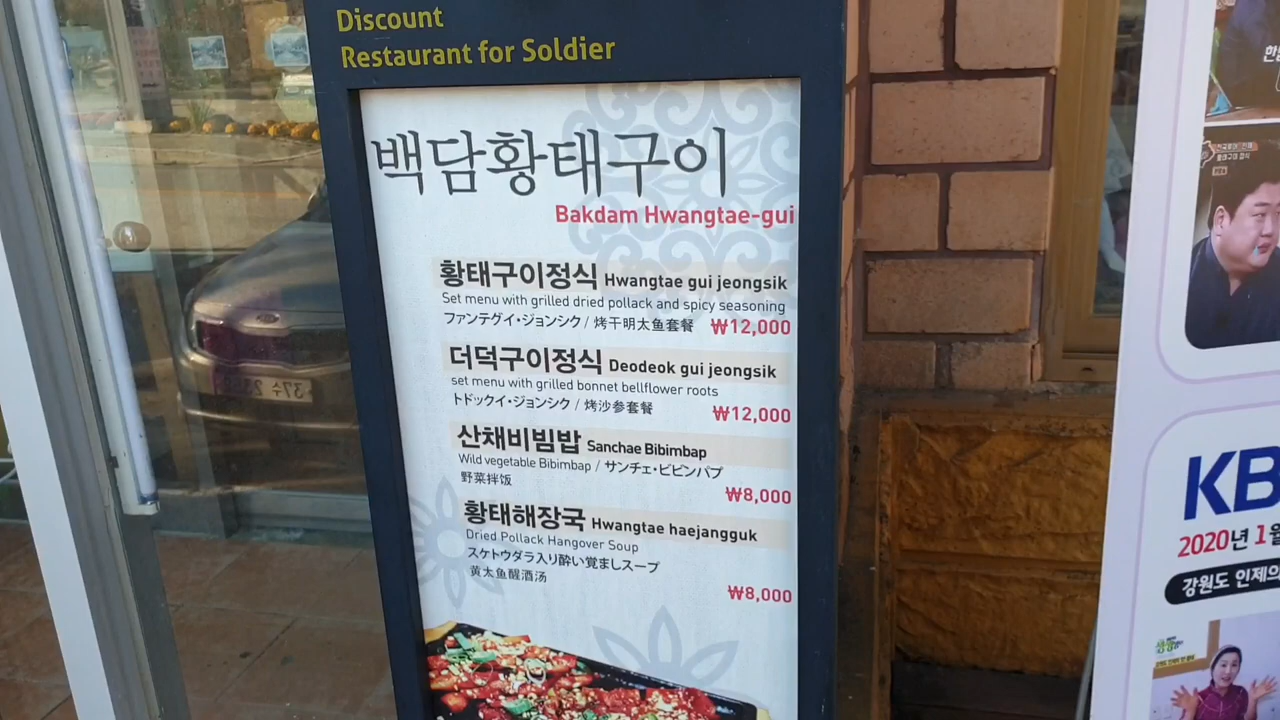 Discount
Restaurant for Soldier
백담황태구이
Bakdam Hwangtae-gui
황태구이정식 Hwangtae gui jeongsik
Set menu with grilled dried pollack and spicy seasoning
ファンテグイ・ジョンシク / 烤干明太鱼套餐 ₩12,000
더덕구이정식 Deodeok gui jeongsik
set menu with grilled bonnet bellflower roots
トドックイ・ジョンシク / 烤沙参套餐 ₩12,000
산채비빔밥 Sanchae Bibimbap
Wild vegetable Bibimbap / サンチェ・ビビンパプ
野菜拌饭
₩8,000
황태해장국 Hwangtae haejangguk
Dried Pollack Hangover Soup
スケトウダラ入り酔い覚ましスープ
黄太鱼醒酒汤
₩8,000
KB
2020년 1월
강원도 인제의